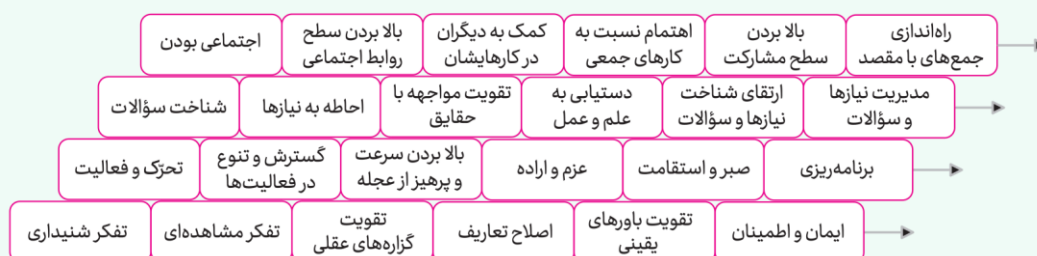 راه‌اندازی
جمع‌های با مقصد
بالا بردن
سطح مشارکت
اهتمام نسبت به
کارهای جمعی
کمک به دیگران
در کارهایشان
بالا بردن سطح
روابط اجتماعی
اجتماعی بودن
مدیریت نیازها
و سؤالات
ارتقای شناخت
نیازها و سؤالات
دستیابی به
علم و عمل
تقویت مواجهه با
حقایق
احاطه به نیازها
شناخت سؤالات
برنامه‌ریزی
صبر و استقامت
عزم و اراده
بالا بردن سرعت
و پرهیز از عجله
گسترش و تنوع
در فعالیت‌ها
تحرّک و فعالیت
ایمان و اطمینان
تقویت باورهای
یقینی
اصلاح تعاریف
تقویت
گزاره‌های عقلی
تفکر مشاهده‌ای
تفکر شنیداری